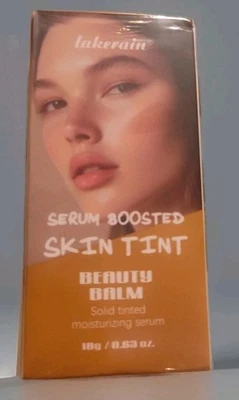 lakerain
SERUM BOOSTED
SKIN TINT
BEAUTY
BALM
Solid tinted
moisturizing serum
18g / 0.63 oz.